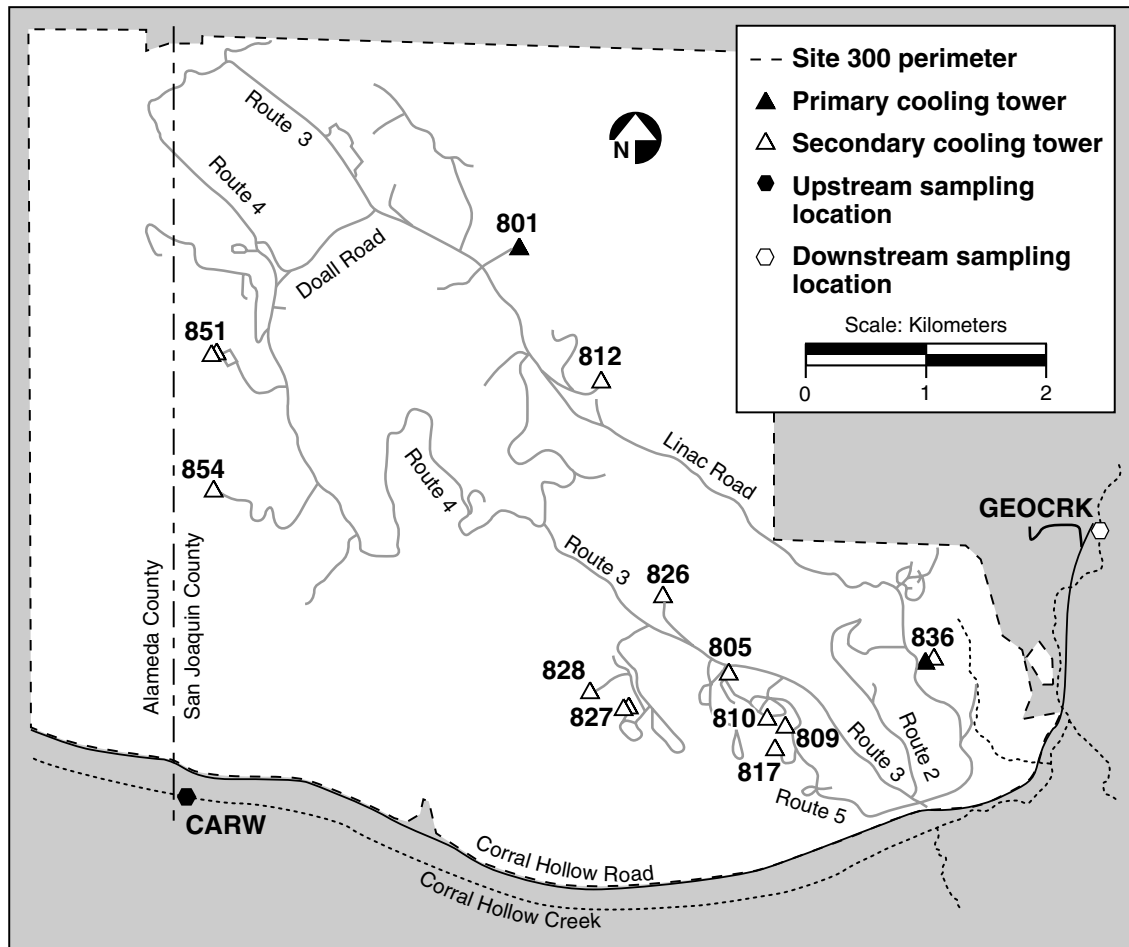 Site 300 perimeter
Primary cooling tower
Secondary cooling tower
Upstream sampling
location
Downstream sampling
location
Scale: Kilometers
0 1 2
N
Route 3
Route 4
Doall Road
801
851
812
854
Route 4
Linac Road
GEOCRK
Route 3
826
Alameda County
San Joaquin County
805
836
828
827
810
809
817
Route 3
Route 2
Route 5
CARW
Corral Hollow Road
Corral Hollow Creek